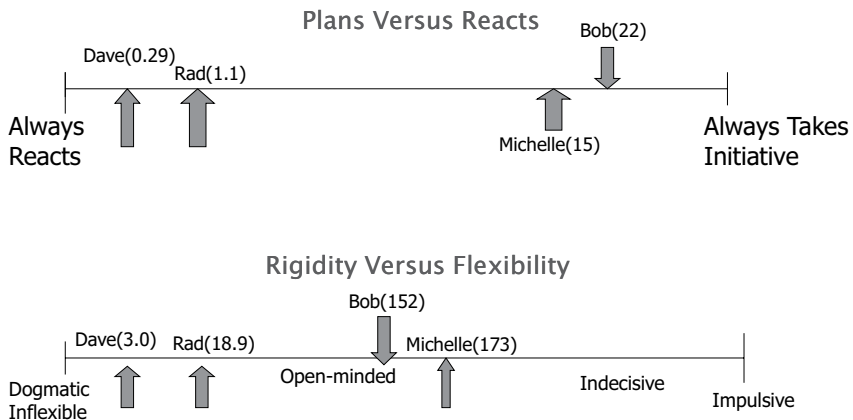 Plans Versus Reacts
Bob(22)
Dave(0.29)
Rad(1.1)
Michelle(15)
Always
Reacts
Always Takes
Initiative
Rigidity Versus Flexibility
Bob(152)
Dave(3.0)
Rad(18.9)
Michelle(173)
Open-minded
Indecisive
Dogmatic
Inflexible
Impulsive